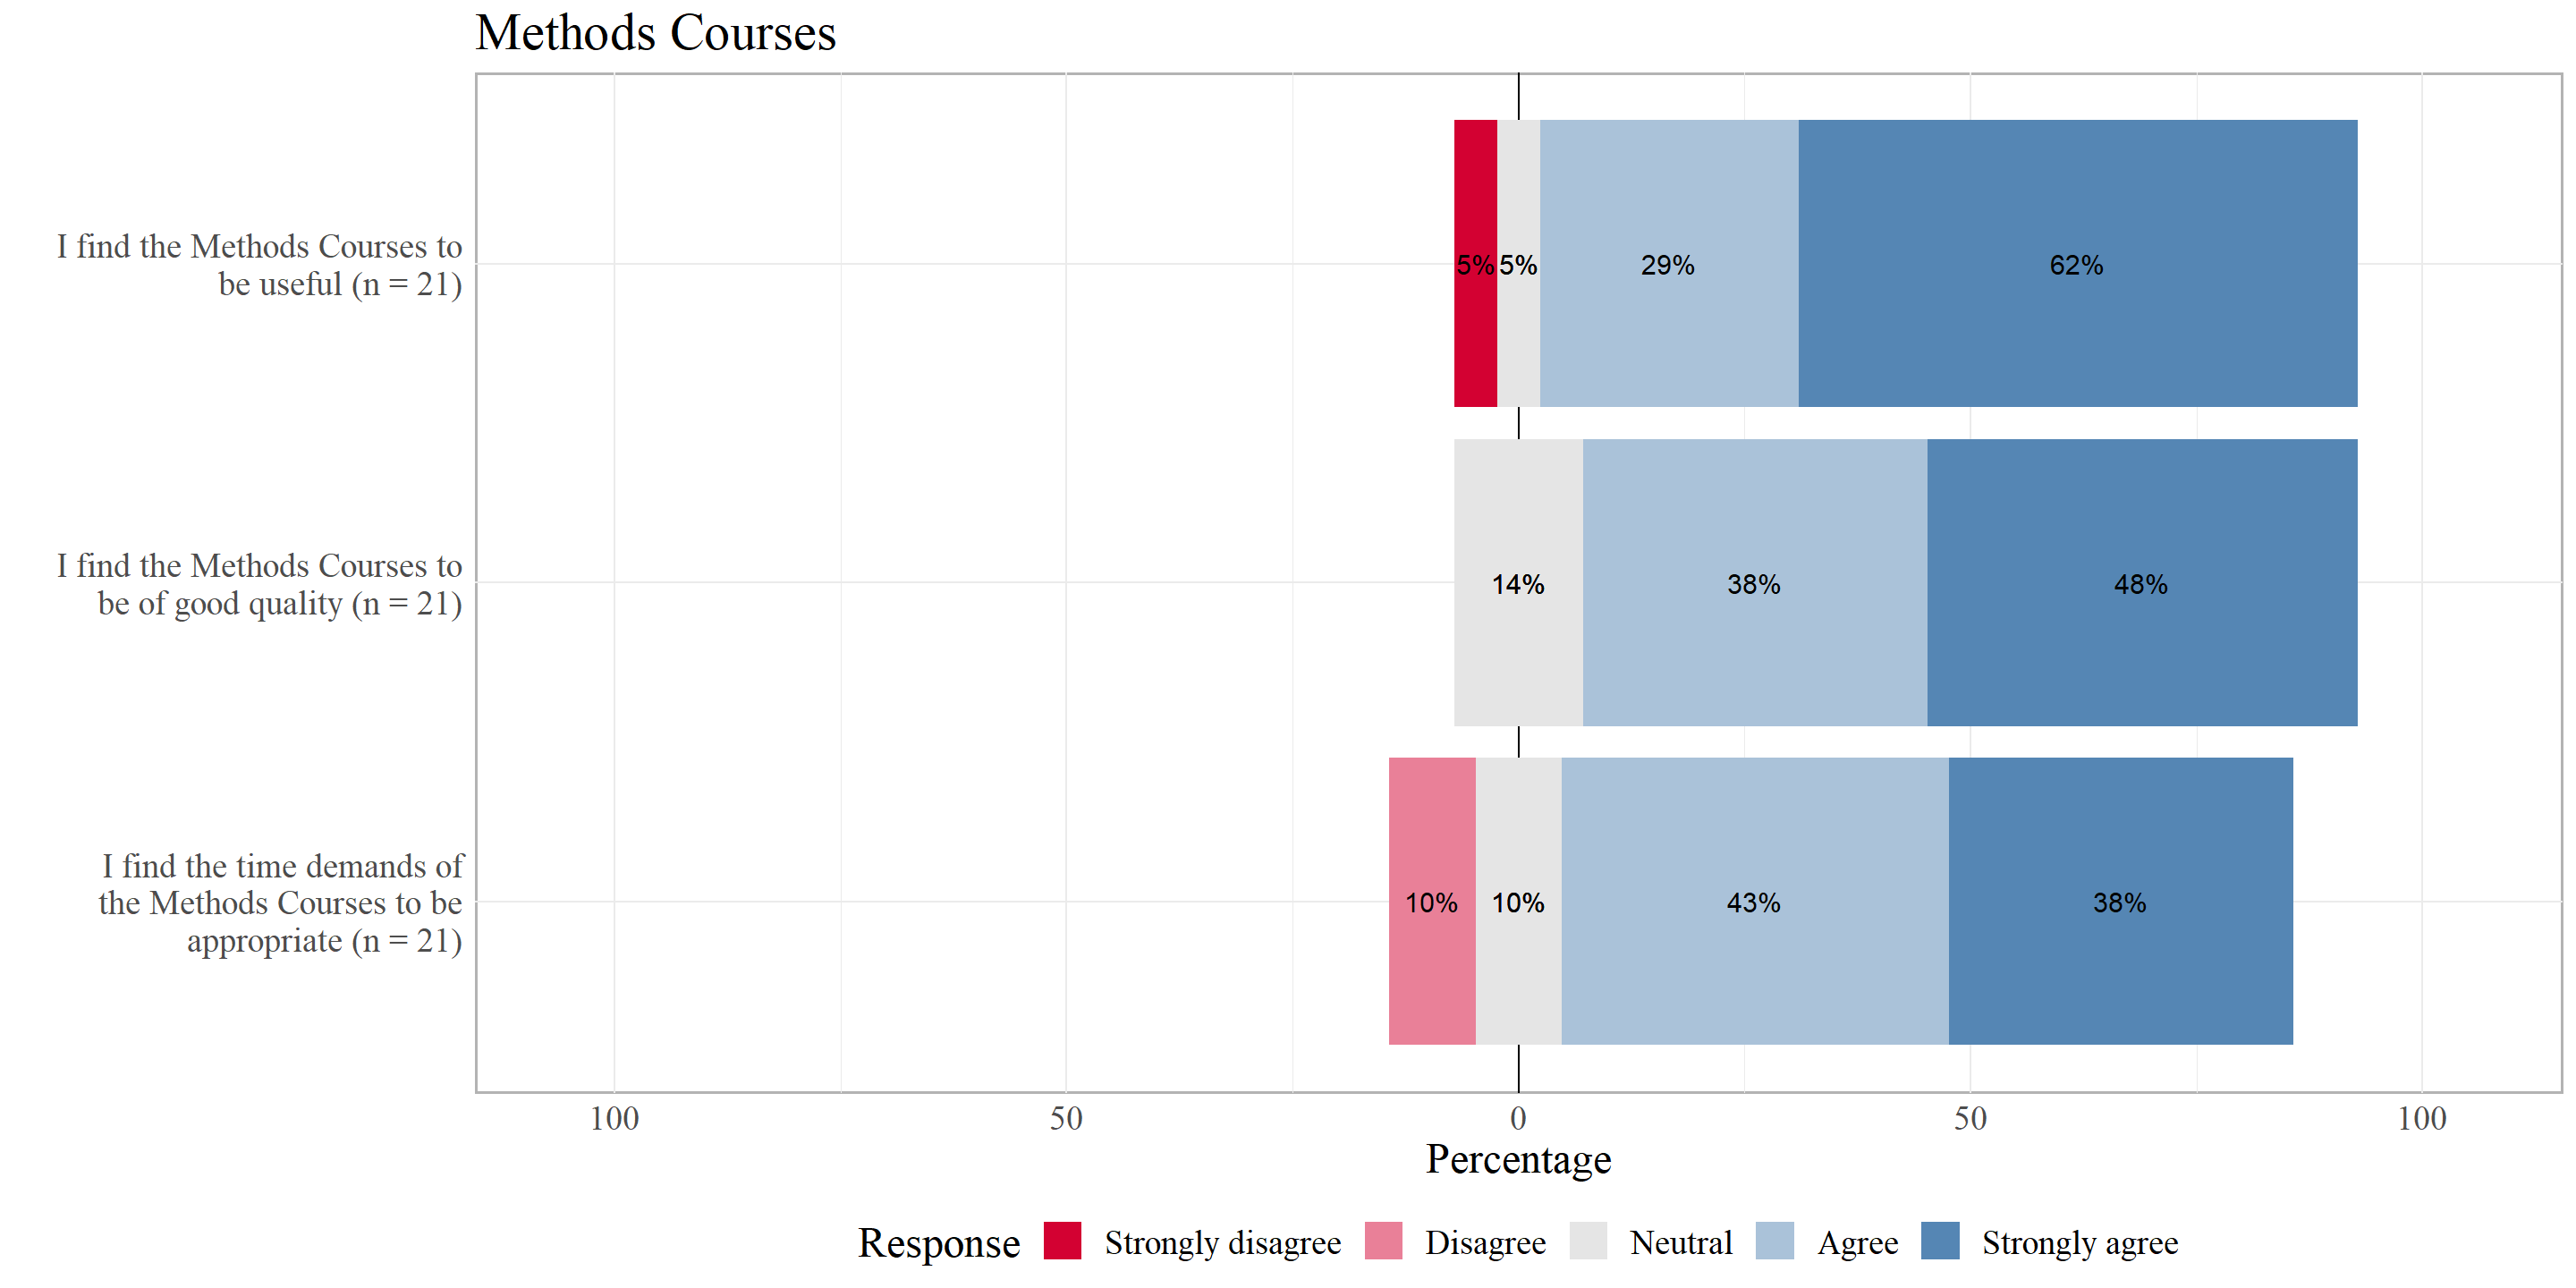 Methods Courses
I find the Methods Courses to
be useful (n = 21)
5% 5% 29% 62%
I find the Methods Courses to
be of good quality (n = 21)
14% 38% 48%
I find the time demands of
the Methods Courses to be
appropriate (n = 21)
10% 10% 43% 38%
100 50 0 50 100
Percentage
Response Strongly disagree Disagree Neutral Agree Strongly agree